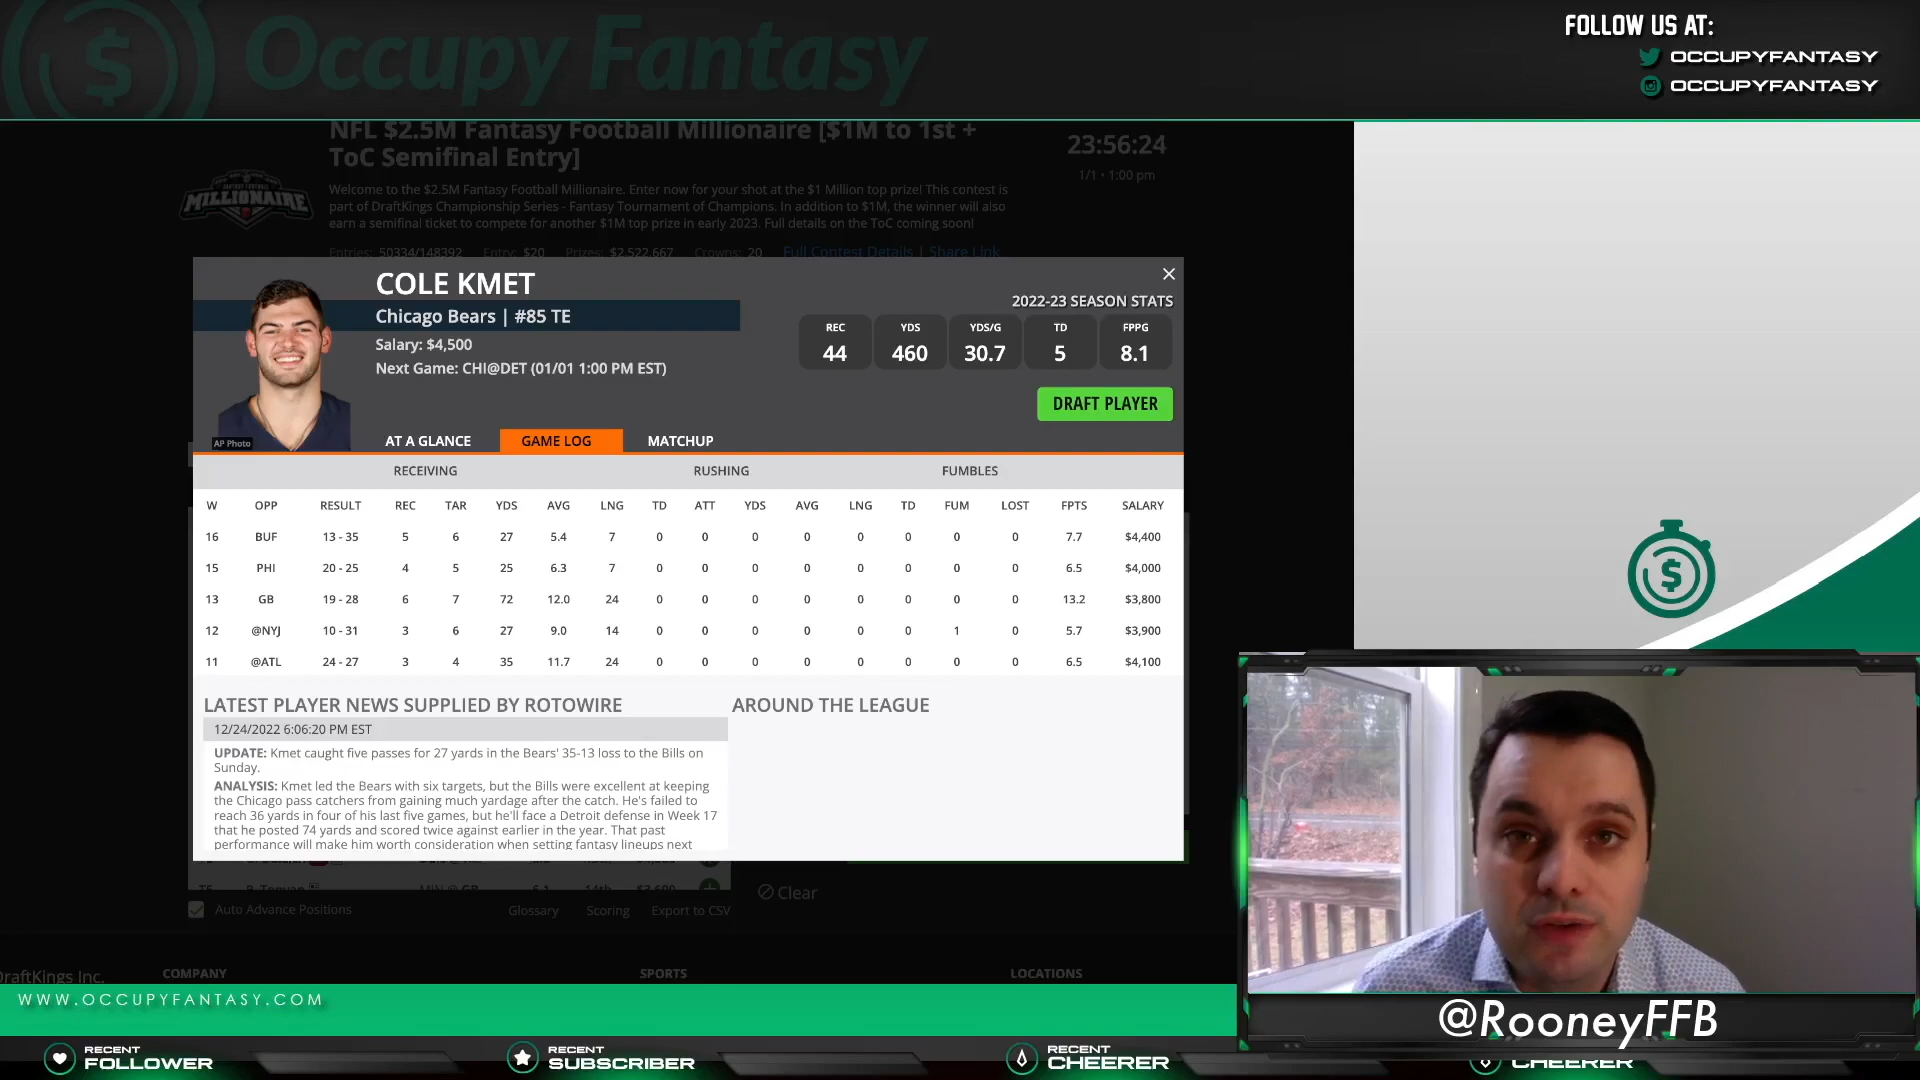 Occupy Fantasy
FOLLOW US AT:
OCCUPYFANTASY
OCCUPYFANTASY
NFL $2.5M Fantasy Football Millionaire [$1M to 1st +
ToC Semifinal Entry]
23:56:24
1/1 • 1:00 pm
MILLIONAIRE
Welcome to the $2.5M Fantasy Football Millionaire. Enter now for your shot at the $1 Million top prize! This contest is
part of DraftKings Championship Series - Fantasy Tournament of Champions. In addition to $1M, the winner will also
earn a semifinal ticket to compete for another $1M top prize in early 2023. Full details on the ToC coming soon!
Entries: 50334/148392 Entry: $20 Prizes: $2,522,667 Crowns: 20 Full Contest Details | Share Link
COLE KMET
Chicago Bears | #85 TE
Salary: $4,500
Next Game: CHI@DET (01/01 1:00 PM EST)
AP Photo
2022-23 SEASON STATS
REC YDS YDS/G TD FPPG
44 460 30.7 5 8.1
DRAFT PLAYER
AT A GLANCE GAME LOG MATCHUP
RECEIVING RUSHING FUMBLES
W OPP RESULT REC TAR YDS AVG LNG TD ATT YDS AVG LNG TD FUM LOST FPTS SALARY
16 BUF 13 - 35 5 6 27 5.4 7 0 0 0 0 0 0 0 0 7.7 $4,400
15 PHI 20 - 25 4 5 25 6.3 7 0 0 0 0 0 0 0 0 6.5 $4,000
13 GB 19 - 28 6 7 72 12.0 24 0 0 0 0 0 0 0 0 13.2 $3,800
12 @NYJ 10 - 31 3 6 27 9.0 14 0 0 0 0 0 0 1 0 5.7 $3,900
11 @ATL 24 - 27 3 4 35 11.7 24 0 0 0 0 0 0 0 0 6.5 $4,100
LATEST PLAYER NEWS SUPPLIED BY ROTOWIRE
AROUND THE LEAGUE
12/24/2022 6:06:20 PM EST
UPDATE: Kmet caught five passes for 27 yards in the Bears' 35-13 loss to the Bills on
Sunday.
ANALYSIS: Kmet led the Bears with six targets, but the Bills were excellent at keeping
the Chicago pass catchers from gaining much yardage after the catch. He's failed to
reach 36 yards in four of his last five games, but he'll face a Detroit defense in Week 17
that he posted 74 yards and scored twice against earlier in the year. That past
performance will make him worth consideration when setting fantasy lineups next
Clear
Auto Advance Positions Glossary Scoring Export to CSV
DraftKings Inc. COMPANY SPORTS LOCATIONS
WWW.OCCUPYFANTASY.COM
@RooneyFFB
RECENT
FOLLOWER
RECENT
SUBSCRIBER
RECENT
CHEERER
CHEERER